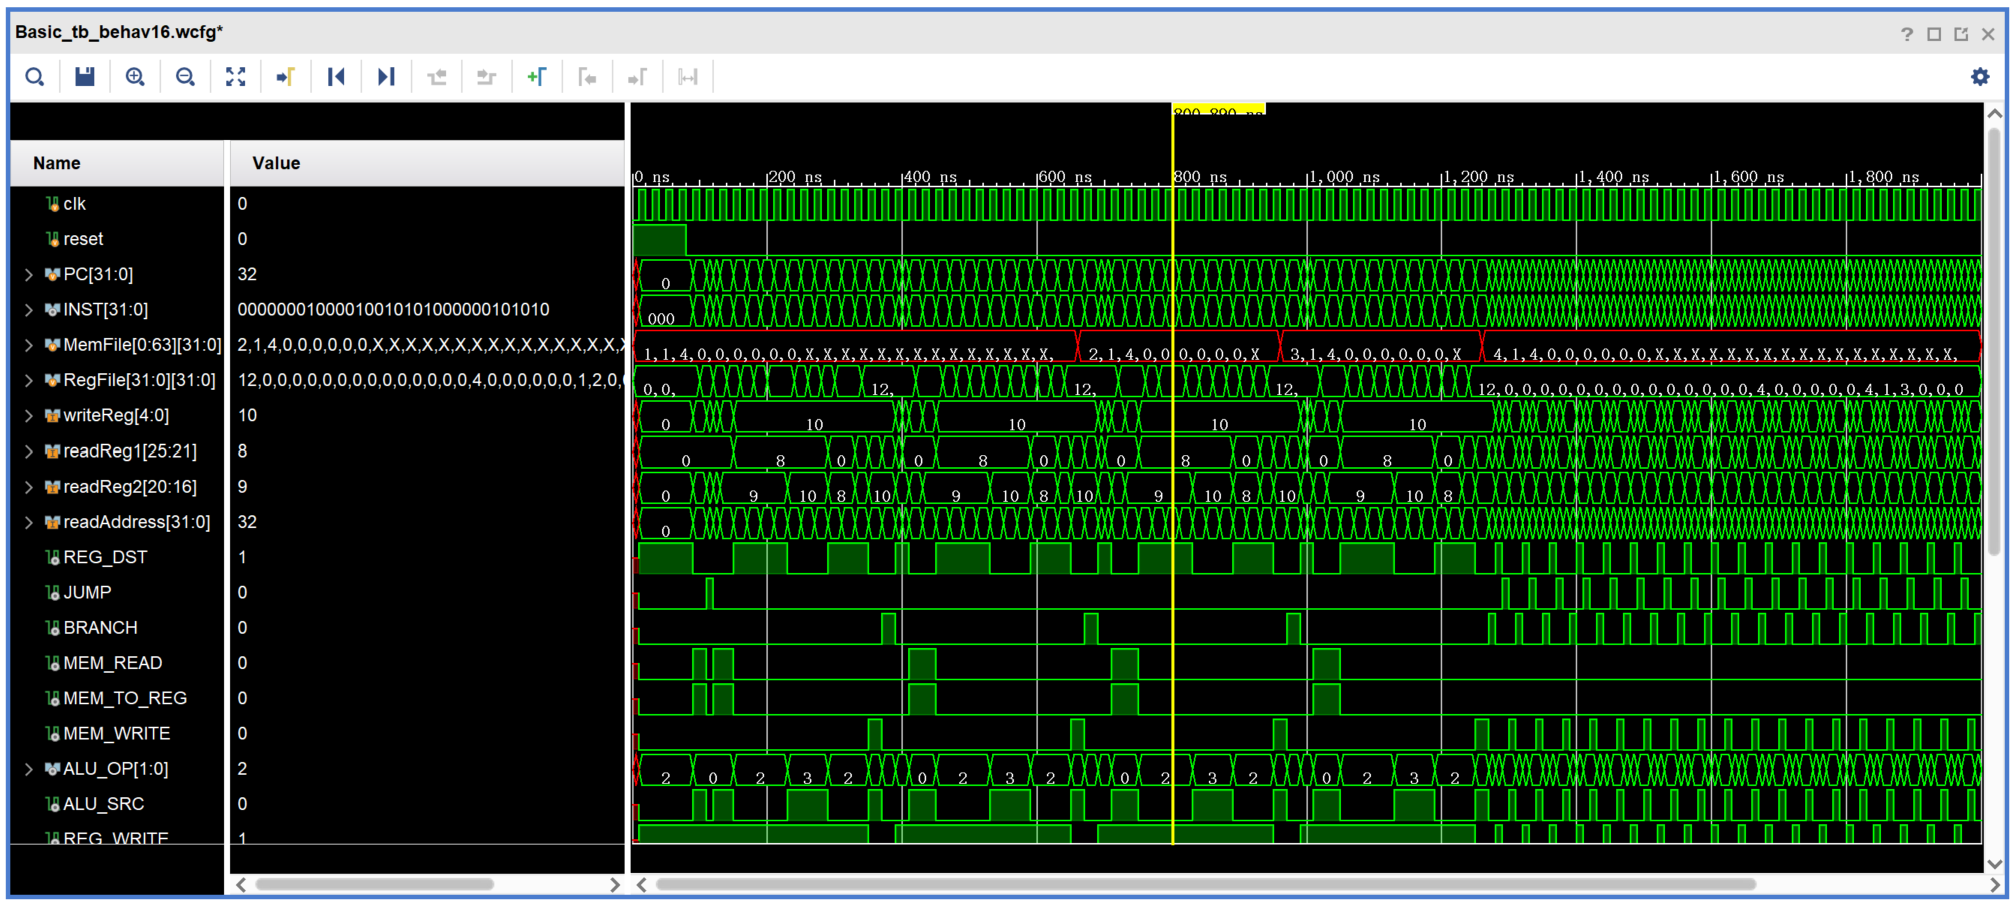 Basic_tb_behav16.wcfg*
Name Value
0 ns 200 ns 400 ns 600 ns 800 ns 1,000 ns 1,200 ns 1,400 ns 1,600 ns 1,800 ns
clk 0
reset 0
PC[31:0] 32 0
INST[31:0] 00000001000010010101000000101010 000
MemFile[0:63][31:0] 2,1,4,0,0,0,0,0,0,X,X,X,X,X,X,X,X,X,X,X,X,X,X,X,X, 1,1,4,0,0,0,0,0,0,X,X,X,X,X,X,X,X,X,X,X,X,X,X,X, 2,1,4,0,0 0,0,0,0,X 3,1,4,0,0,0,0,0,0,X 4,1,4,0,0,0,0,0,0,X,X,X,X,X,X,X,X,X,X,X,X,X,X,X,
RegFile[31:0][31:0] 12,0,0,0,0,0,0,0,0,0,0,0,0,0,4,0,0,0,0,0,0,1,2,0, 0,0, 12, 12, 12, 12,0,0,0,0,0,0,0,0,0,0,0,0,0,4,0,0,0,0,0,4,1,3,0,0,0
writeReg[4:0] 10 0 10 10 10 10
readReg1[25:21] 8 0 8 0 0 8 0 0 8 0 0 8 0
readReg2[20:16] 9 0 9 10 8 10 9 10 8 10 9 10 8 10 9 10 8
readAddress[31:0] 32 0
REG_DST 1
JUMP 0
BRANCH 0
MEM_READ 0
MEM_TO_REG 0
MEM_WRITE 0
ALU_OP[1:0] 2 2 0 2 3 2 0 2 3 2 0 2 3 2 0 2 3 2
ALU_SRC 0
REG_WRITE 1